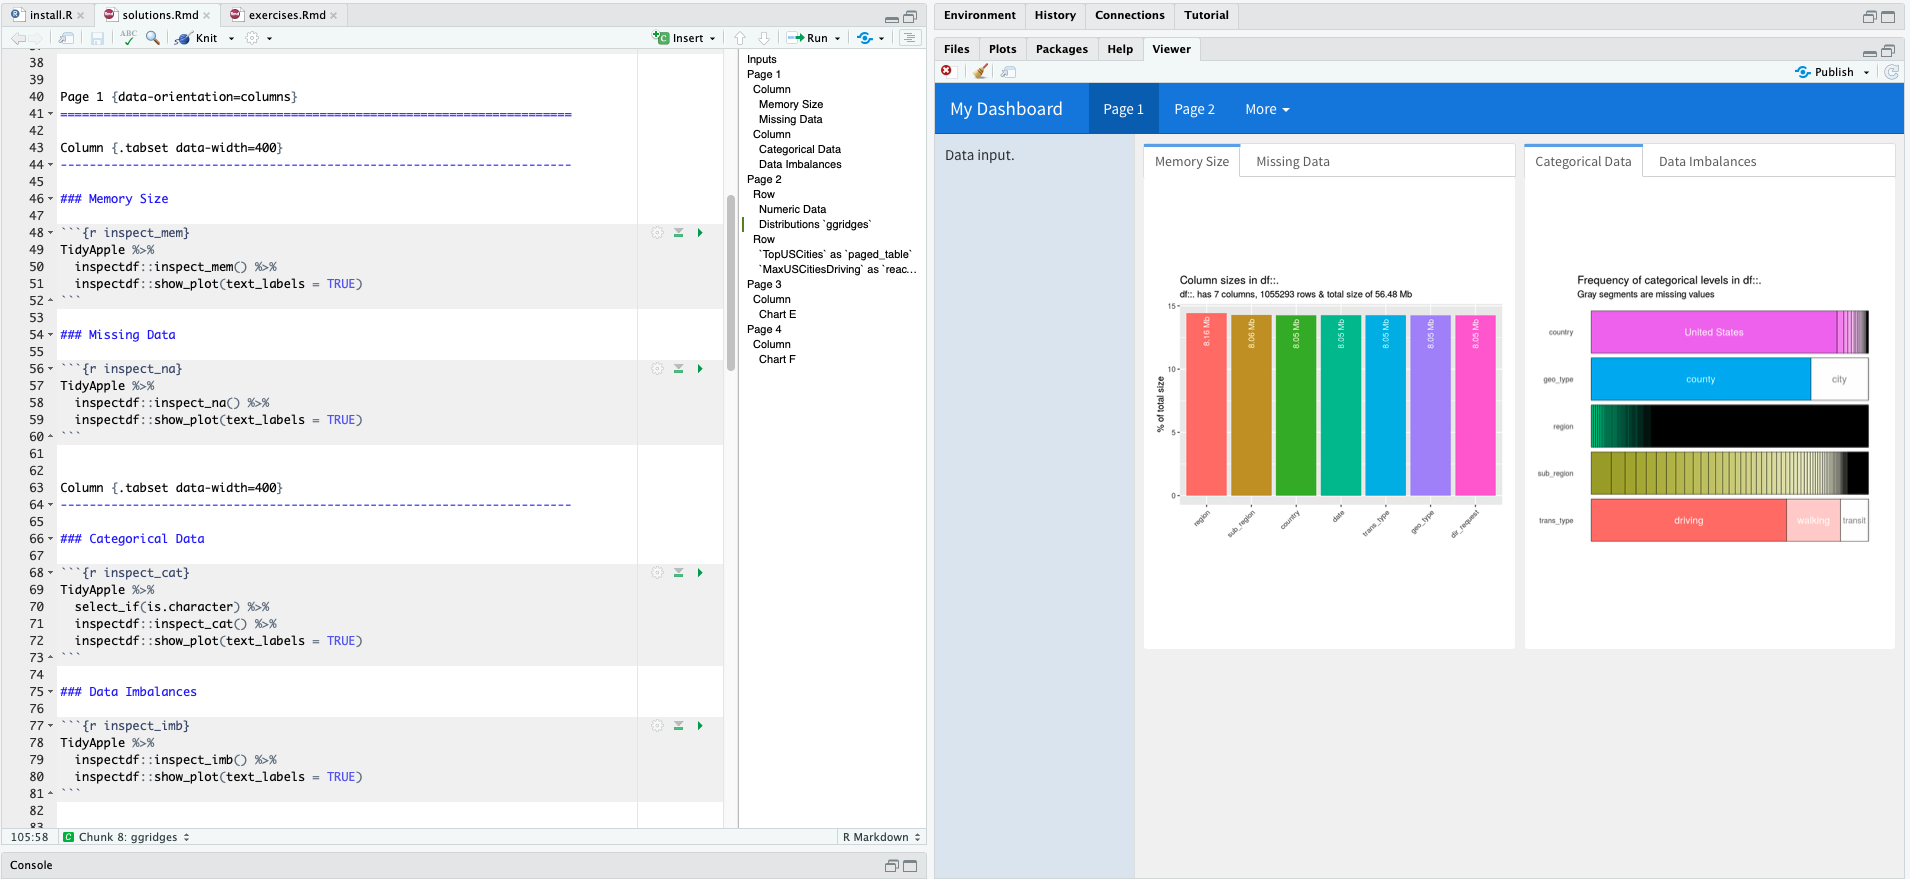 install.R
solutions.Rmd
exercises.Rmd
ABC
Knit
Insert
Run
38
39
40 Page 1 {data-orientation=columns}
41 =======================================================================
42
43 Column {.tabset data-width=400}
44 -----------------------------------------------------------------------
45
46 ### Memory Size
47
48 ```{r inspect_mem}
49 TidyApple %>%
50   inspectdf::inspect_mem() %>%
51   inspectdf::show_plot(text_labels = TRUE)
52 ```
53
54 ### Missing Data
55
56 ```{r inspect_na}
57 TidyApple %>%
58   inspectdf::inspect_na() %>%
59   inspectdf::show_plot(text_labels = TRUE)
60 ```
61
62
63 Column {.tabset data-width=400}
64 -----------------------------------------------------------------------
65
66 ### Categorical Data
67
68 ```{r inspect_cat}
69 TidyApple %>%
70   select_if(is.character) %>%
71   inspectdf::inspect_cat() %>%
72   inspectdf::show_plot(text_labels = TRUE)
73 ```
74
75 ### Data Imbalances
76
77 ```{r inspect_imb}
78 TidyApple %>%
79   inspectdf::inspect_imb() %>%
80   inspectdf::show_plot(text_labels = TRUE)
81 ```
82
83
105:58
Chunk 8: ggridges
R Markdown
Console
Inputs
Page 1
Column
Memory Size
Missing Data
Column
Categorical Data
Data Imbalances
Page 2
Row
Numeric Data
Distributions `ggridges`
Row
`TopUSCities` as `paged_table`
`MaxUSCitiesDriving` as `reac...
Page 3
Column
Chart E
Page 4
Column
Chart F
Environment
History
Connections
Tutorial
Files
Plots
Packages
Help
Viewer
Publish
My Dashboard
Page 1
Page 2
More
Data input.
Memory Size
Missing Data
Column sizes in df::.
df::. has 7 columns, 1055293 rows & total size of 56.48 Mb
15
10
5
0
% of total size
8.16 Mb
8.06 Mb
8.05 Mb
8.05 Mb
8.05 Mb
8.05 Mb
8.05 Mb
region
sub_region
country
date
trans_type
geo_type
dir_request
Categorical Data
Data Imbalances
Frequency of categorical levels in df::.
Gray segments are missing values
country
United States
geo_type
county
city
region
sub_region
trans_type
driving
walking
transit